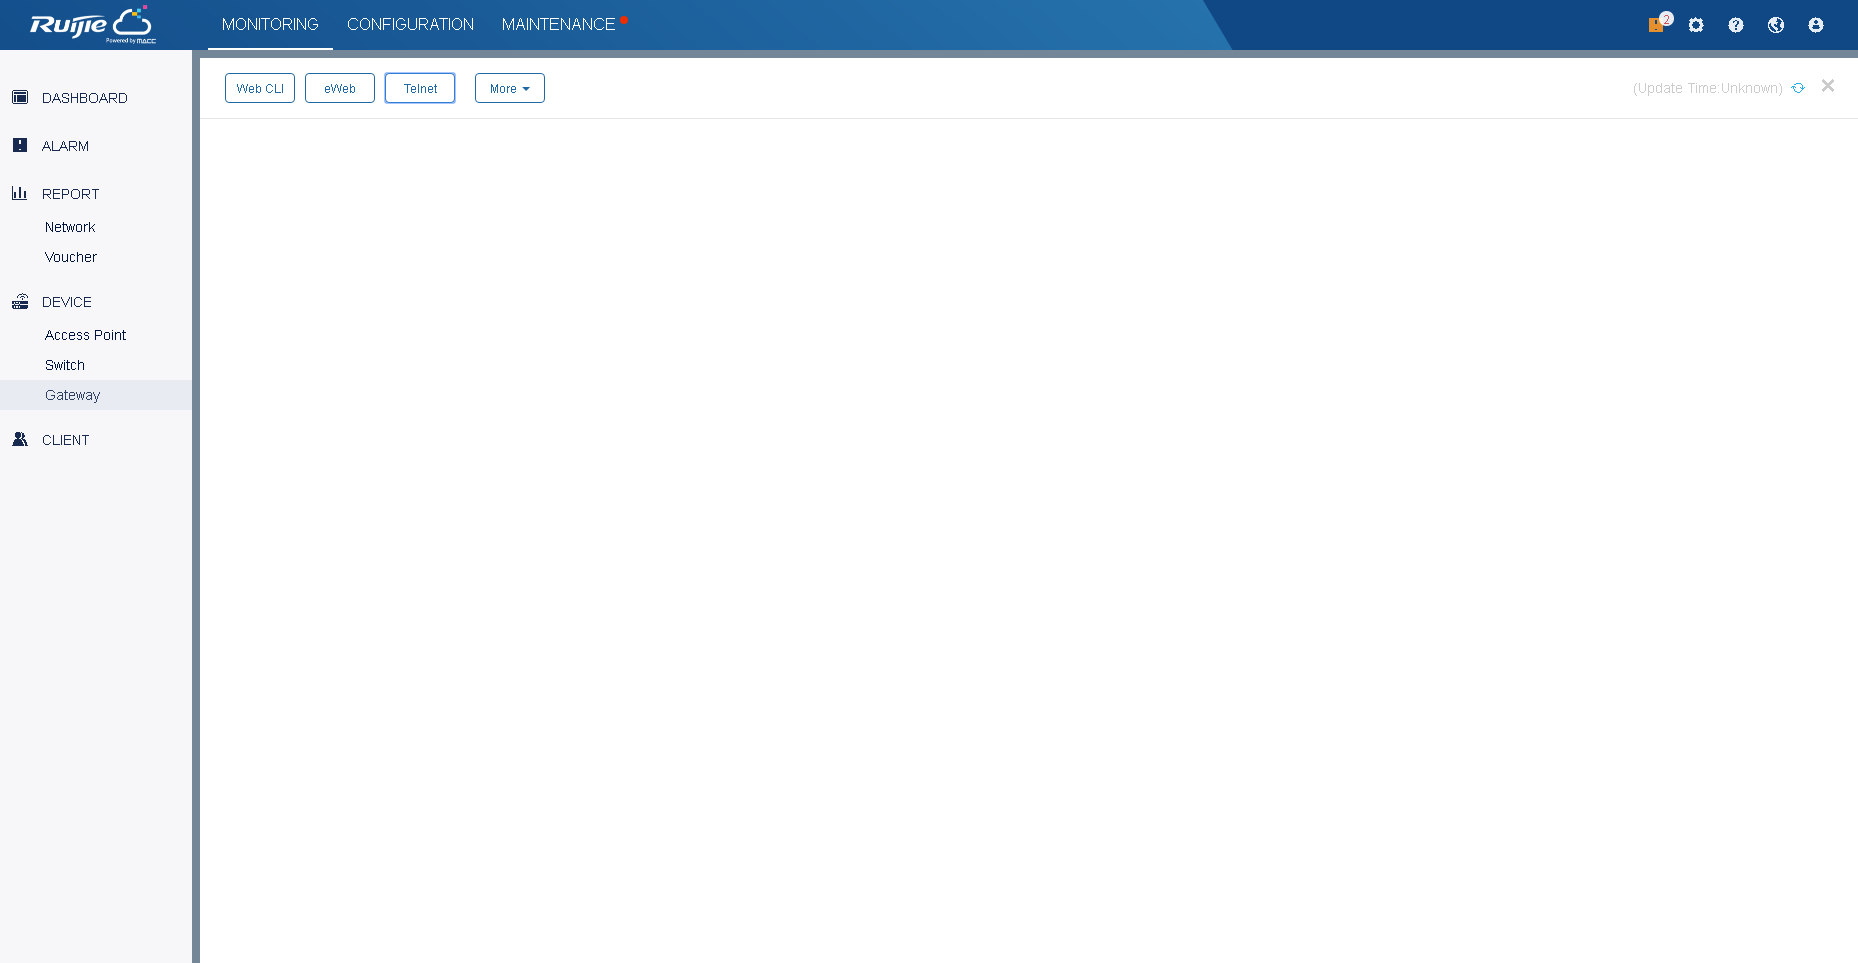 Ruijie
Powered by MACC
MONITORING CONFIGURATION MAINTENANCE
2
DASHBOARD
ALARM
REPORT
Network
Voucher
DEVICE
Access Point
Switch
Gateway
CLIENT
Web CLI eWeb Telnet More
(Update Time:Unknown)